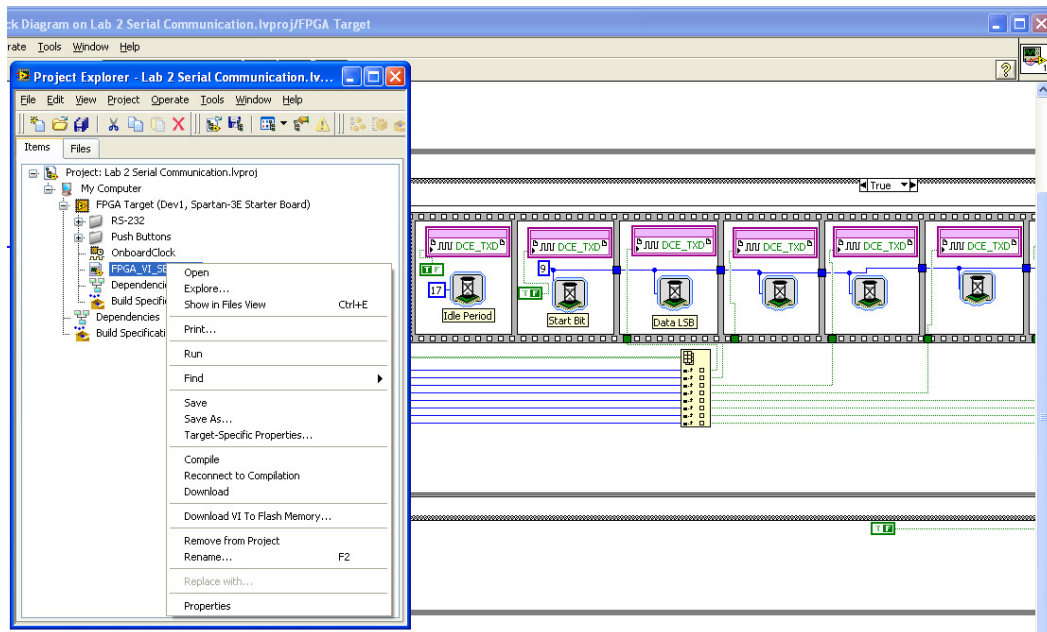 ck Diagram on Lab 2 Serial Communication.lvproj/FPGA Target
rate Tools Window Help
Project Explorer - Lab 2 Serial Communication.lv...
File Edit View Project Operate Tools Window Help
Items Files
Project: Lab 2 Serial Communication.lvproj
My Computer
FPGA Target (Dev1, Spartan-3E Starter Board)
RS-232
Push Buttons
OnboardClock
FPGA_VI_SE
Dependenci
Build Specifi
Dependencies
Build Specificati
Open
Explore...
Show in Files View Ctrl+E
Print...
Run
Find
Save
Save As...
Target-Specific Properties...
Compile
Reconnect to Compilation
Download
Download VI To Flash Memory...
Remove from Project
Rename... F2
Replace with...
Properties
True
DCE_TXD DCE_TXD DCE_TXD DCE_TXD DCE_TXD DCE_TXD
T F
9
17
T F
Idle Period Start Bit Data LSB
T F
1